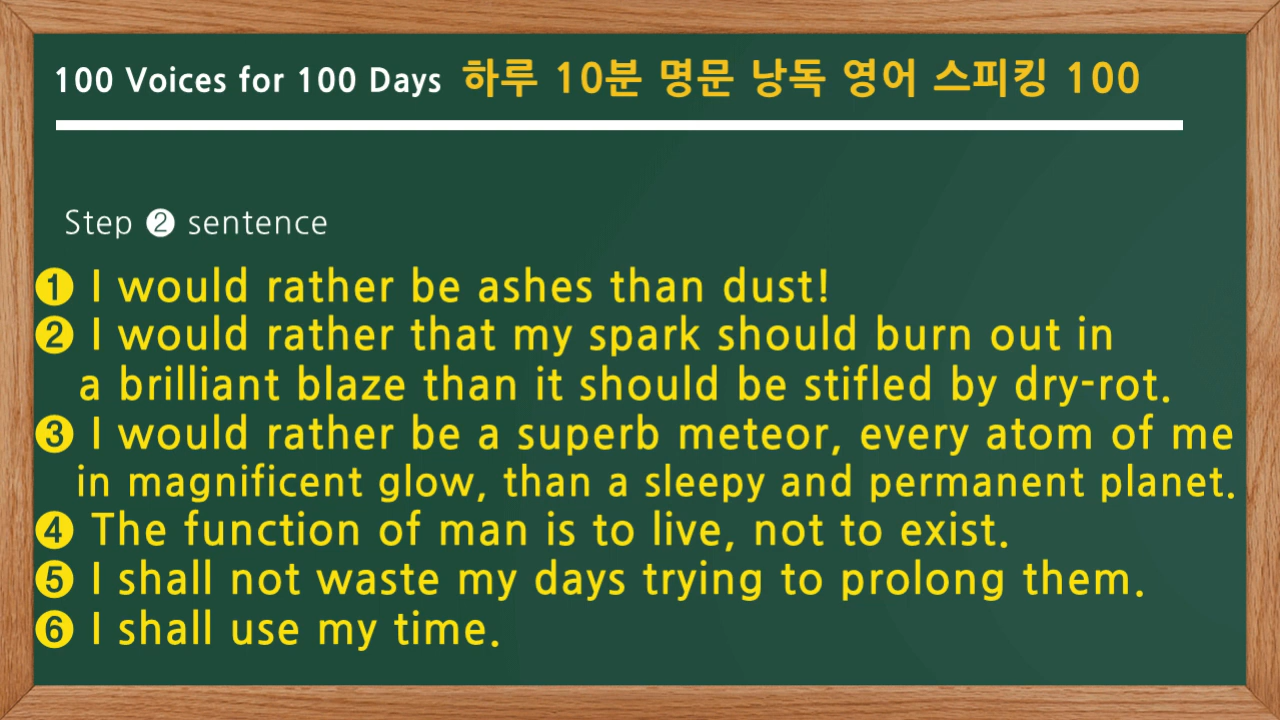 100 Voices for 100 Days 하루 10분 명문 낭독 영어 스피킹 100
Step ❷ sentence
❶ I would rather be ashes than dust!
❷ I would rather that my spark should burn out in
a brilliant blaze than it should be stifled by dry-rot.
❸ I would rather be a superb meteor, every atom of me
in magnificent glow, than a sleepy and permanent planet.
❹ The function of man is to live, not to exist.
❺ I shall not waste my days trying to prolong them.
❻ I shall use my time.